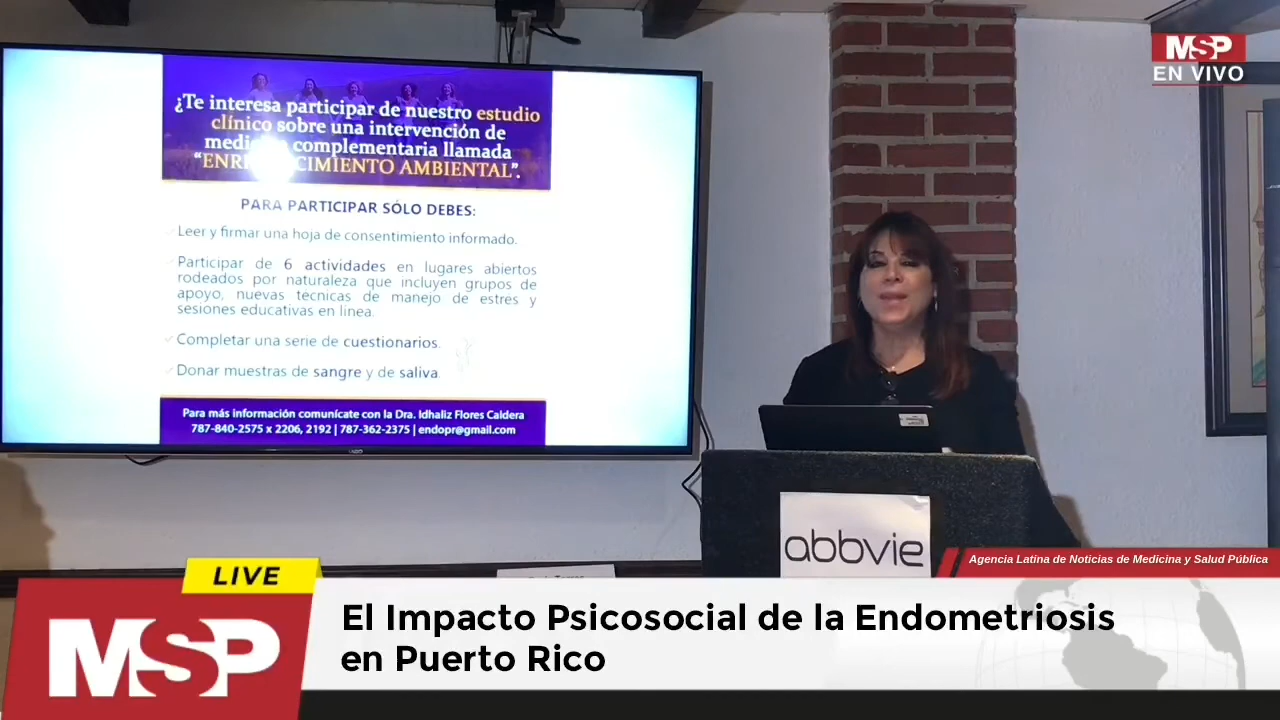 ¿Te interesa participar de nuestro estudio
clínico sobre una intervención de
complementaria llamada
CIMIENTO AMBIENTAL”.
PARA PARTICIPAR SÓLO DEBES:
Leer y firmar una hoja de consentimiento informado.
Participar de 6 actividades en lugares abiertos
rodeados por naturaleza que incluyen grupos de
apoyo, nuevas técnicas de manejo de estres y
sesiones educativas en linea.
Completar una serie de cuestionarios.
Donar muestras de sangre y de saliva.
Para más información comunícate con la Dra. Idhaliz Flores Caldera
787-840-2575 x 2206, 2192 | 787-362-2375 | endopr@gmail.com
MSP
EN VIVO
abbvie
Agencia Latina de Noticias de Medicina y Salud Pública
LIVE
MSP
El Impacto Psicosocial de la Endometriosis
en Puerto Rico